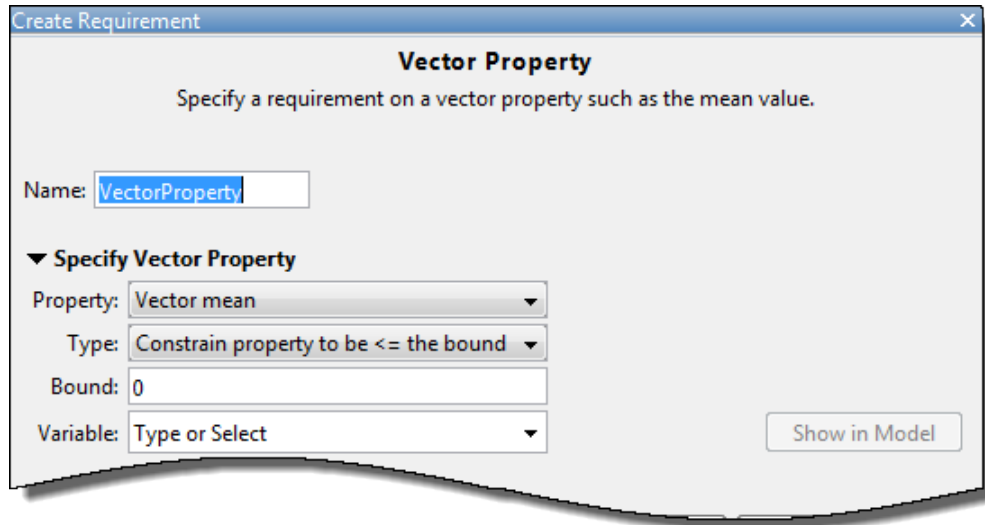 Create Requirement
Vector Property
Specify a requirement on a vector property such as the mean value.
Name: VectorProperty
Specify Vector Property
Property: Vector mean
Type: Constrain property to be <= the bound
Bound: 0
Variable: Type or Select Show in Model